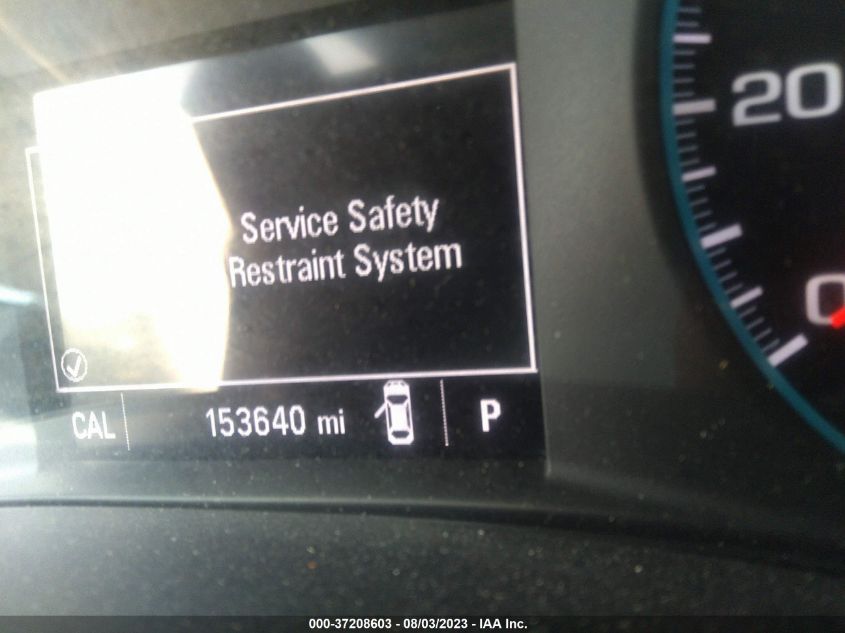 20
Service Safety
Restraint System
0
CAL 153640 mi P
000-37208603 - 08/03/2023 - IAA Inc.